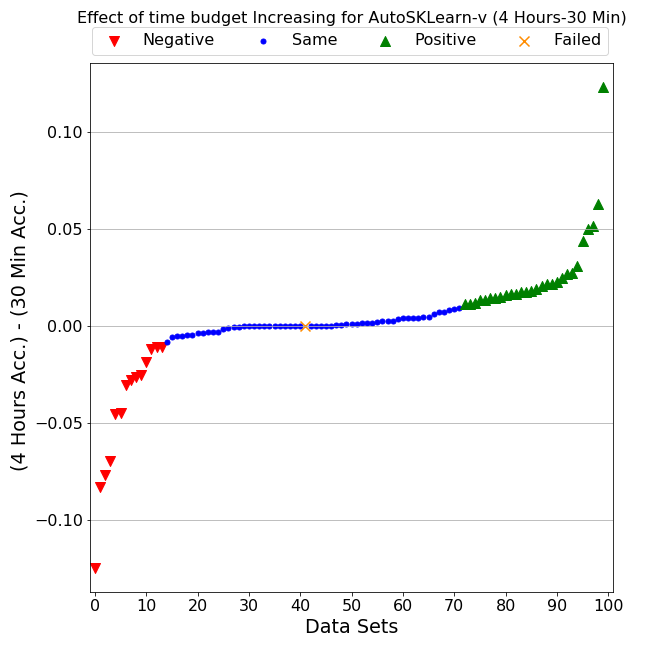 Effect of time budget Increasing for AutoSKLearn-v (4 Hours-30 Min)
Negative Same Positive Failed
(4 Hours Acc.) - (30 Min Acc.)
0.10
0.05
0.00
−0.05
−0.10
0 10 20 30 40 50 60 70 80 90 100
Data Sets